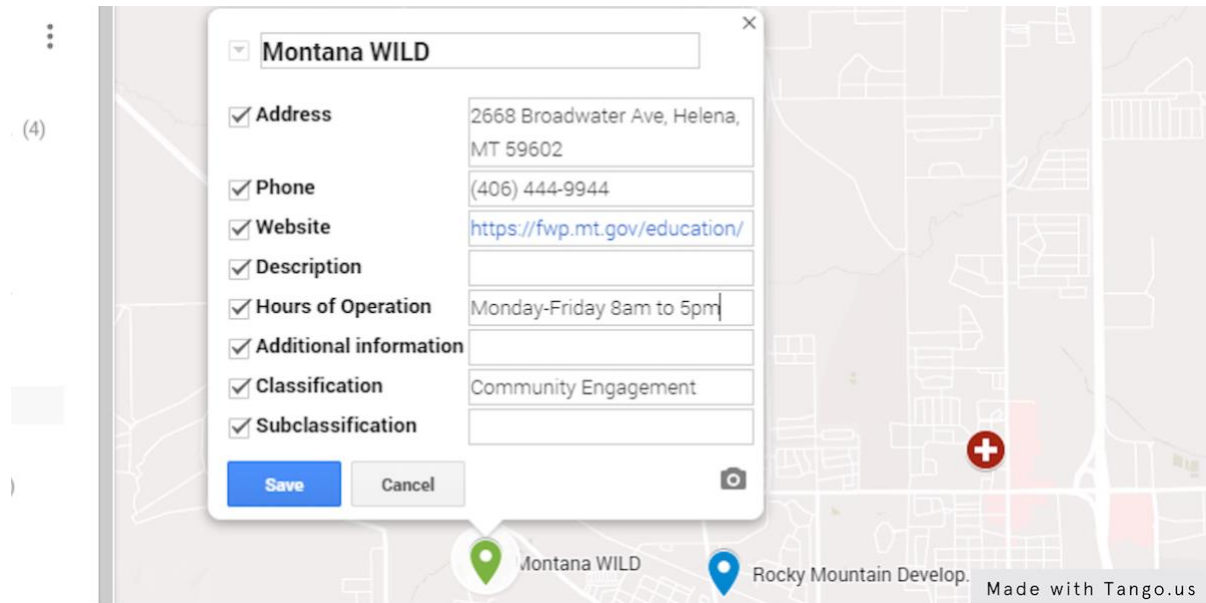 (4)
Montana WILD
Address
2668 Broadwater Ave, Helena,
MT 59602
Phone
(406) 444-9944
Website
https://fwp.mt.gov/education/
Description
Hours of Operation
Monday-Friday 8am to 5pm
Additional information
Classification
Community Engagement
Subclassification
Save
Cancel
Montana WILD
Rocky Mountain Develop.
Made with Tango.us